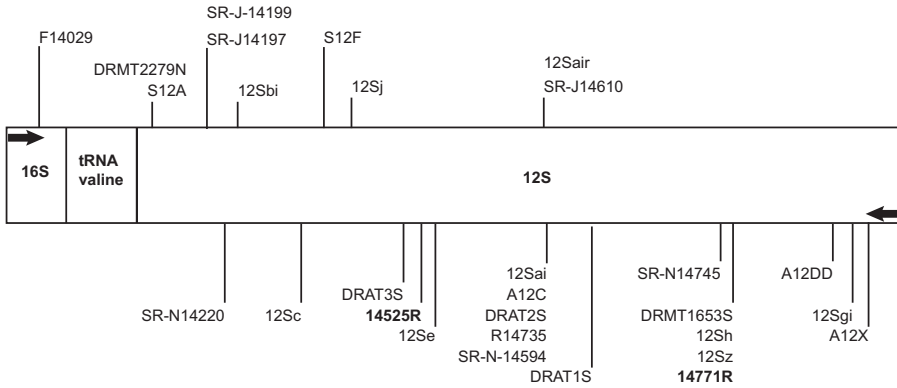 SR-J-14199
F14029
SR-J14197
S12F
DRMT2279N
12Sair
S12A
12Sbi
12Sj
SR-J14610
16S
tRNA
valine
12S
12Sai
SR-N14745
A12DD
DRAT3S
A12C
SR-N14220
12Sc
14525R
DRAT2S
DRMT1653S
12Sgi
12Se
R14735
12Sh
A12X
SR-N-14594
12Sz
DRAT1S
14771R